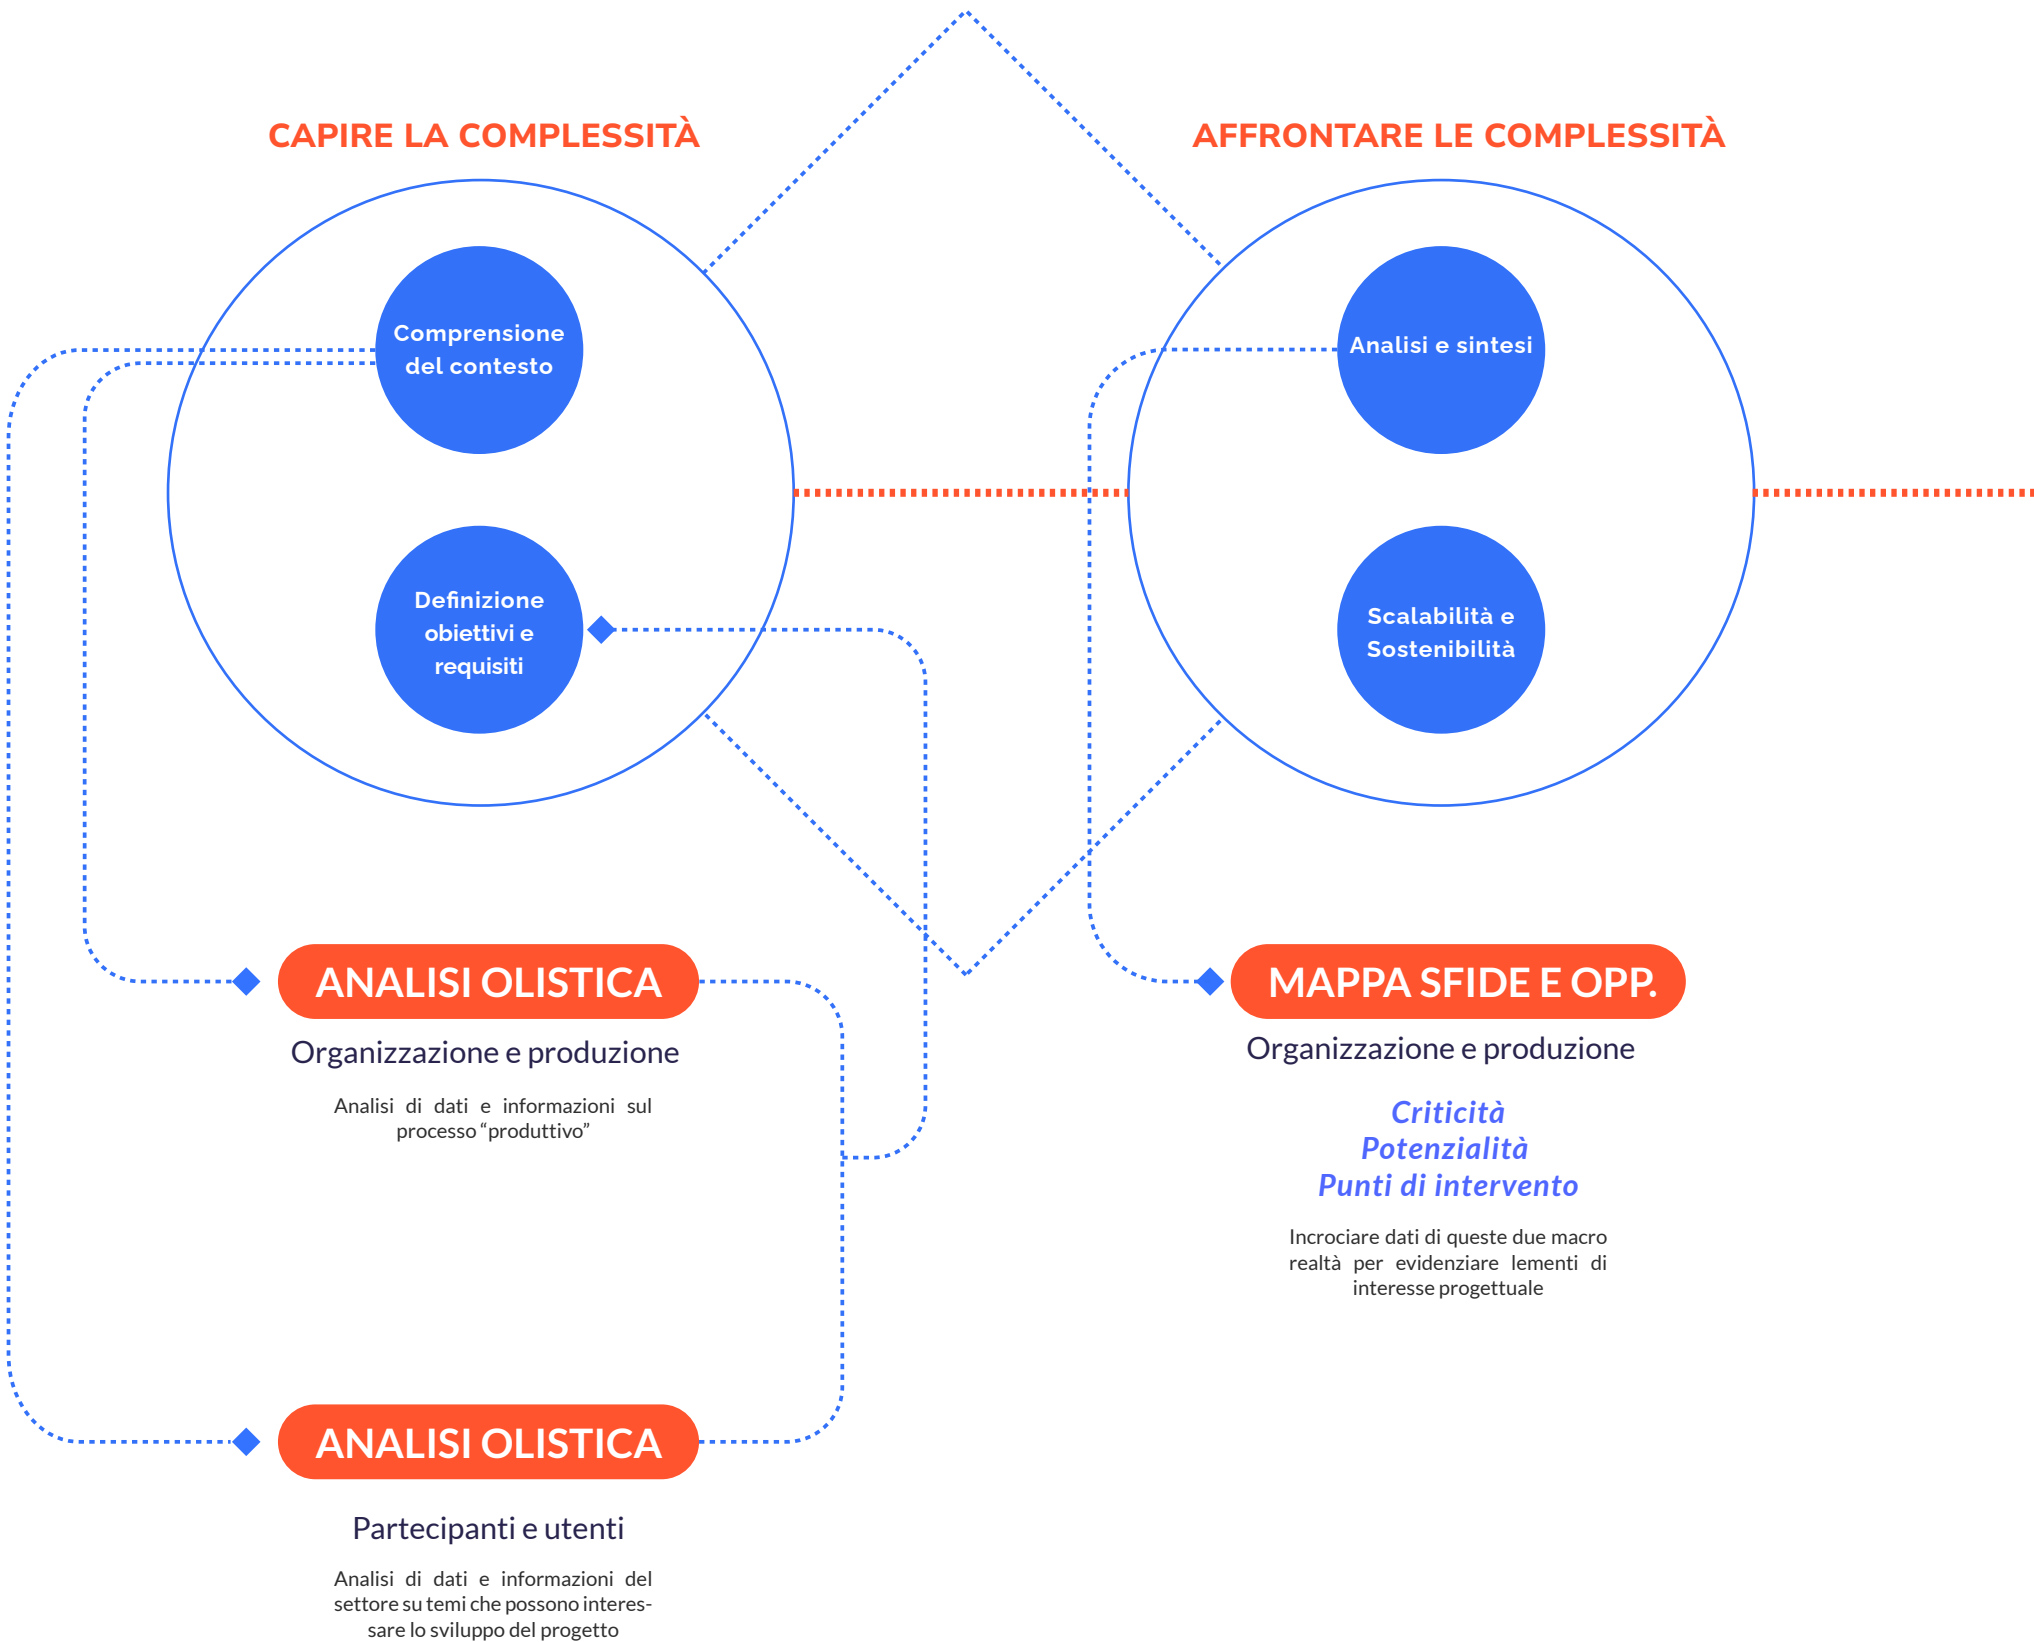 CAPIRE LA COMPLESSITÀ
Comprensione
del contesto
Definizione
obiettivi e
requisiti
ANALISI OLISTICA
Organizzazione e produzione
Analisi di dati e informazioni sul
processo “produttivo”
ANALISI OLISTICA
Partecipanti e utenti
Analisi di dati e informazioni del
settore su temi che possono interes-
sare lo sviluppo del progetto
AFFRONTARE LE COMPLESSITÀ
Analisi e sintesi
Scalabilità e
Sostenibilità
MAPPA SFIDE E OPP.
Organizzazione e produzione
Criticità
Potenzialità
Punti di intervento
Incrociare dati di queste due macro
realtà per evidenziare lementi di
interesse progettuale